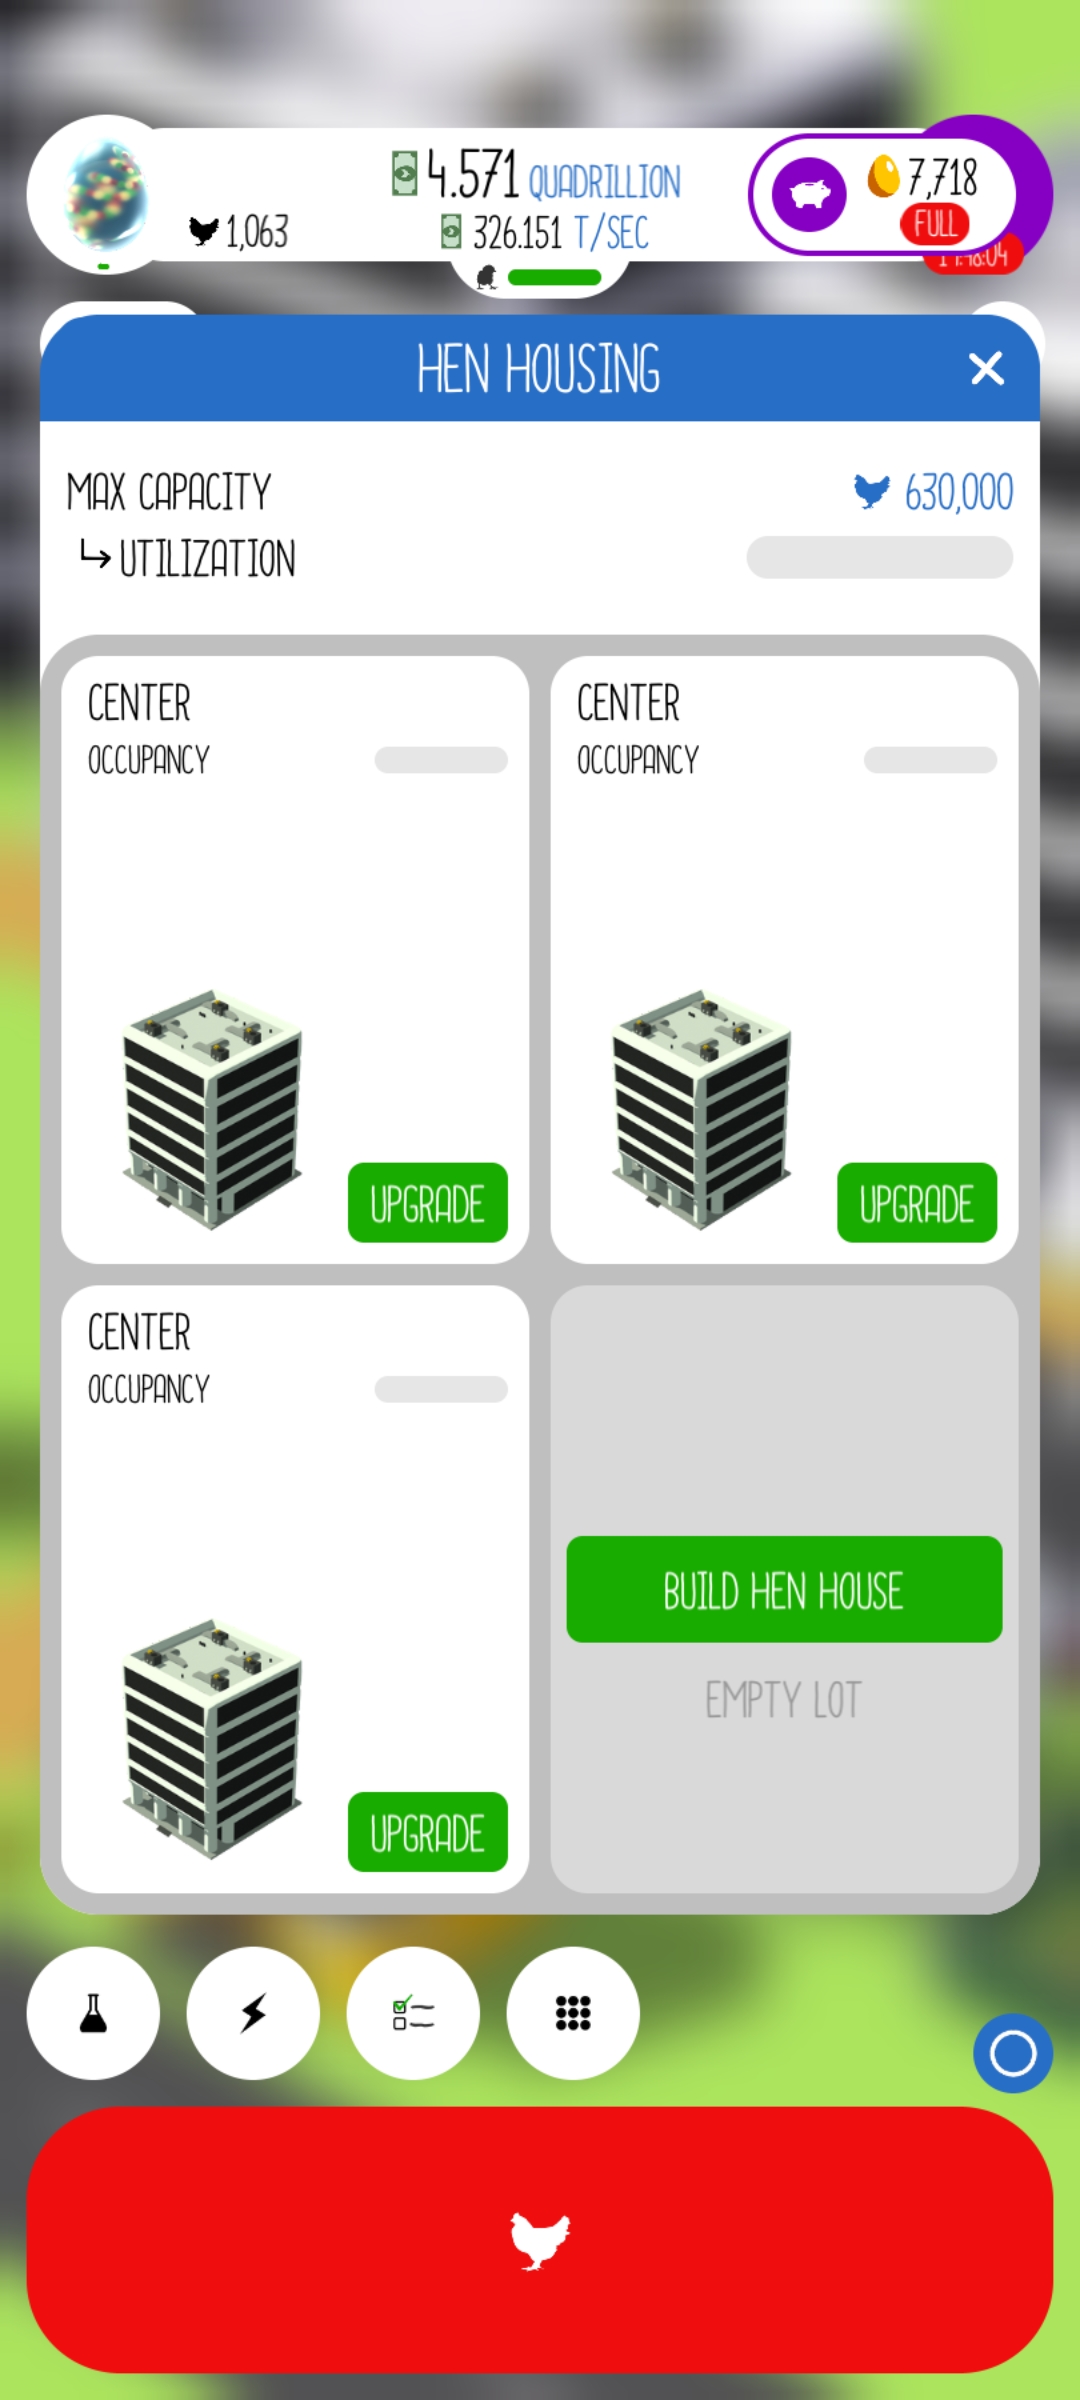 4.571 QUADRILLION
7,718
1,063
326.151 T/SEC
FULL
HEN HOUSING
MAX CAPACITY
630,000
UTILIZATION
CENTER
OCCUPANCY
UPGRADE
CENTER
OCCUPANCY
UPGRADE
CENTER
OCCUPANCY
UPGRADE
BUILD HEN HOUSE
EMPTY LOT